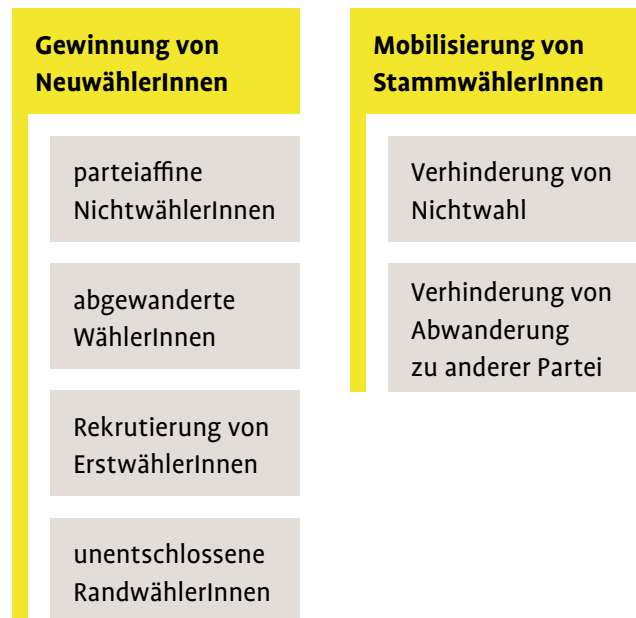 Gewinnung von
NeuwählerInnen
parteiaffine
NichtwählerInnen
abgewanderte
WählerInnen
Rekrutierung von
ErstwählerInnen
unentschlossene
RandwählerInnen
Mobilisierung von
StammwählerInnen
Verhinderung von
Nichtwahl
Verhinderung von
Abwanderung
zu anderer Partei